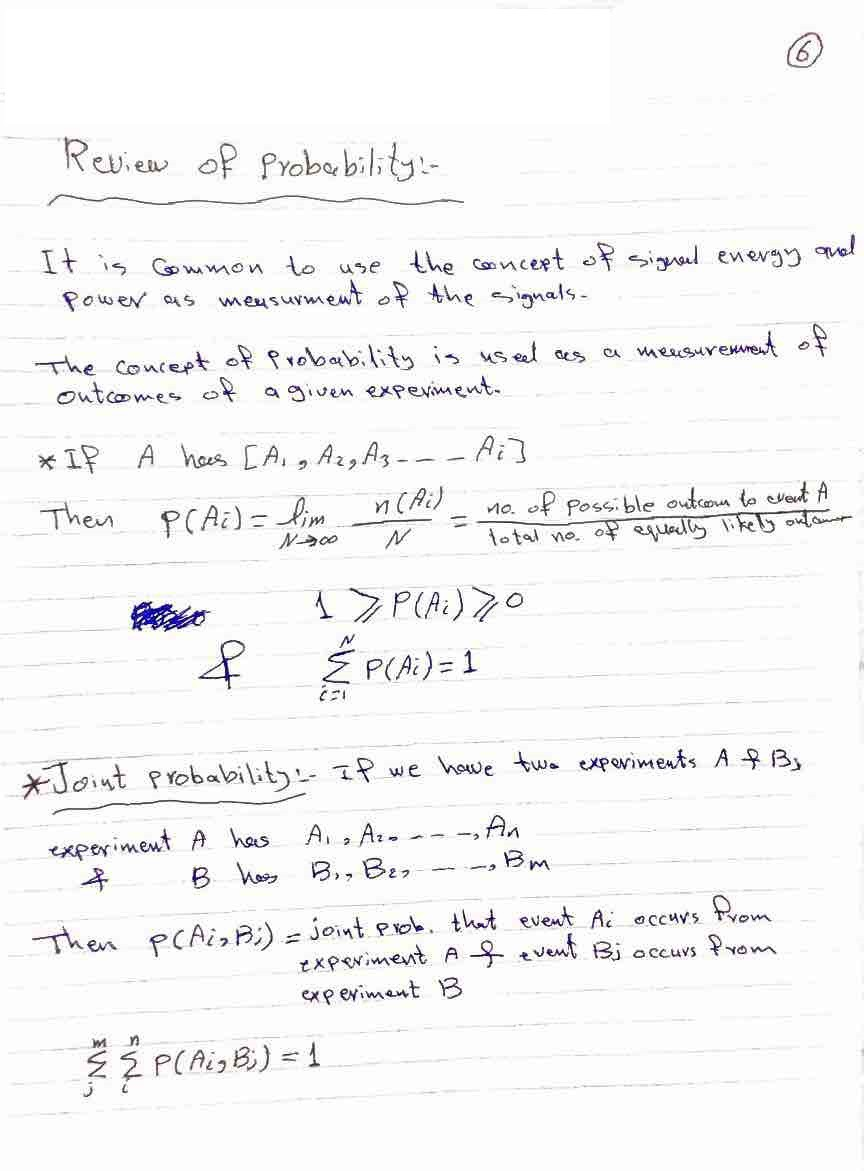 6
Review of Probability:-
It is Common to use the concept of signal energy and
Power as measurment of the signals.
The concept of Probability is used as a measurement of
outcomes of a given experiment.
* If A has [A1, A2, A3 - - - - Ai]
Then P(Ai) = lim N→∞ n(Ai)/N = no. of possible outcom to event A / total no. of equally likely outcomes
1 ⩾ P(Ai) ⩾ 0
& N Σ i=1 P(Ai) = 1
* Joint probability:- If we have two experiments A & B,
experiment A has A1, A2, - - - -, An
& B has B1, B2, - - - -, Bm
Then P(Ai, Bj) = joint prob. that event Ai occurs from
experiment A & event Bj occurs from
experiment B
m Σ j n Σ i P(Ai, Bj) = 1